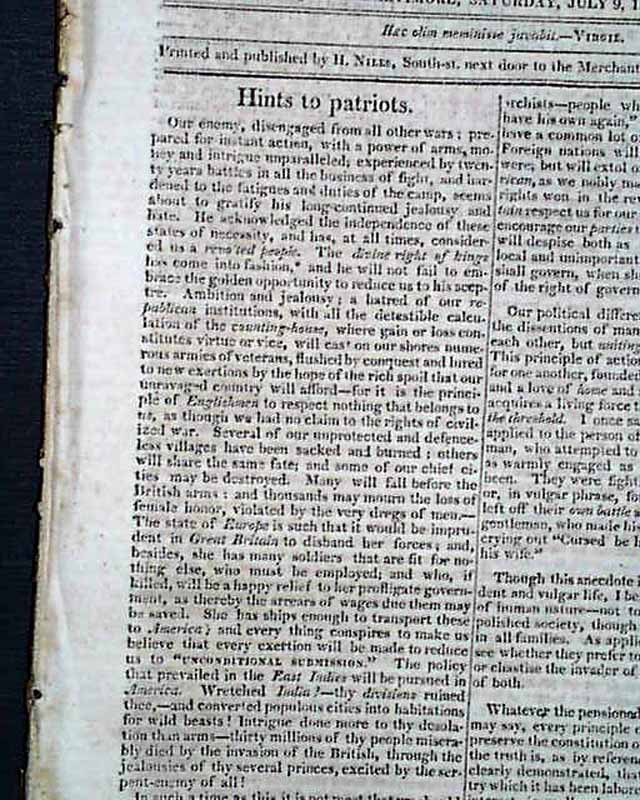 TIMORE, SATURDAY, JULY 9, 1
Hæc olim meminisse juvabit.—VIRGIL.
Printed and published by H. NILES, South-st. next door to the Merchant
Hints to patriots.
Our enemy, disengaged from all other wars; pre-
pared for instant action, with a power of arms, mo-
ney and intrigue unparalleled; experienced by twen-
ty years battles in all the business of fight, and har-
dened to the fatigues and duties of the camp, seems
about to gratify his long-continued jealousy and
hate. He acknowledged the independence of these
states of necessity, and has, at all times, consider-
ed us a revolted people. The divine right of kings
has come into fashion,* and he will not fail to em-
brace the golden opportunity to reduce us to his scep-
tre. Ambition and jealousy; a hatred of our re-
publican institutions, with all the detestible calcu-
lation of the counting-house, where gain or loss con-
stitutes virtue or vice, will cast on our shores nume-
rous armies of veterans, flushed by conquest and lured
to new exertions by the hope of the rich spoil that our
unravaged country will afford—for it is the princi-
ple of Englishmen to respect nothing that belongs to
us, as though we had no claim to the rights of civil-
ized war. Several of our unprotected and defence-
less villages have been sacked and burned; others
will share the same fate; and some of our chief ci-
ties may be destroyed. Many will fall before the
British arms; and thousands may mourn the loss of
female honor, violated by the very dregs of men.—
The state of Europe is such that it would be impru-
dent in Great Britain to disband her forces; and,
besides, she has many soldiers that are fit for no-
thing else, who must be employed; and who, if
killed, will be a happy relief to her profligate govern-
ment, as thereby the arrears of wages due them may
be saved. She has ships enough to transport these
to America; and every thing conspires to make us
believe that every exertion will be made to reduce
us to "UNCONDITIONAL SUBMISSION." The policy
that prevailed in the East Indies will be pursued in
America. Wretched India!—thy divisions ruined
thee,—and converted populous cities into habitations
for wild beasts! Intrigue done more to thy desola-
tion than arms—thirty millions of thy people misera-
bly died by the invasion of the British, through the
jealousies of thy several princes, excited by the ser-
pent-enemy of all!
In such a time as this it is not meet that
archists—people wh
have his own again,"
have a common lot o
Foreign nations will
were; but will extol o
rican, as we nobly ma
rights won in the re
tain respect us for our
encourage our parties
will despise both as
local and unimportant
shall govern, when sh
of the right of govern
Our political differe
the dissentions of man
each other, but uniting
This principle of action
for one another, founded
and a love of home and
acquires a living force
the threshold. I once sa
applied to the person o
man, who attempted to
as warmly engaged as
been. They were fight
or, in vulgar phrase, fo
left off their own battle a
gentleman, who made hi
crying out "Cursed be h
his wife."
Though this anecdote i
dent and vulgar life, I be
of human nature—not to
polished society, though
in all families. As appli
see whether they prefer to
or chastise the invader of
of both.
Whatever the pensioned
may say, every principle o
preserve the constitution o
the truth is, as by referen
clearly demonstrated, tha
try which it has been labor